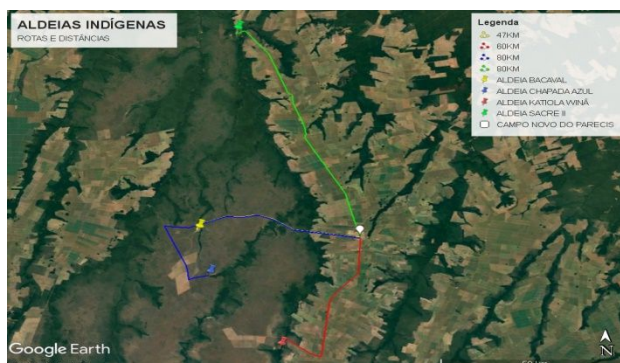 ALDEIAS INDÍGENAS
ROTAS E DISTÂNCIAS
Legenda
47KM
60KM
80KM
80KM
ALDEIA BACAVAL
ALDEIA CHAPADA AZUL
ALDEIA KATIOLA WINÃ
ALDEIA SACRE II
CAMPO NOVO DO PARECIS
Google Earth
N